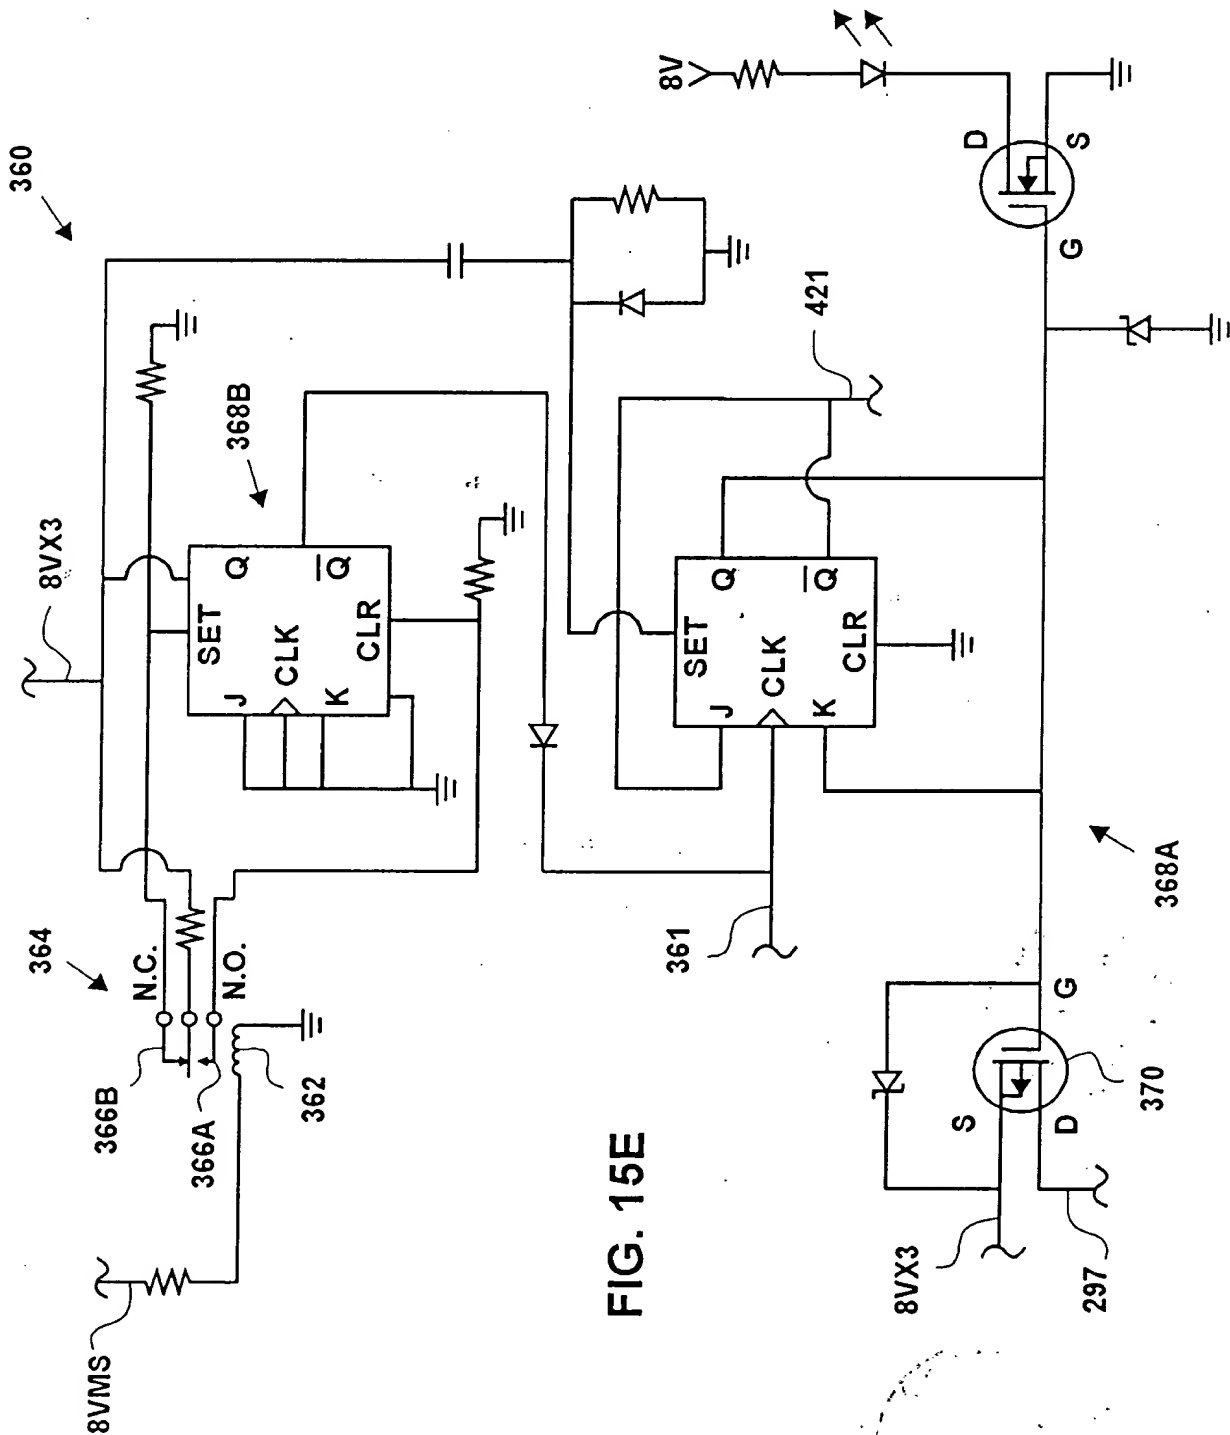 360
8V
D
S
G
8VX3
368B
364
N.C.
N.O.
SET
Q
J
CLK
Q
K
CLR
366B
366A
362
8VMS
421
SET
Q
J
CLK
Q
K
CLR
361
368A
G
S
D
370
8VX3
297
FIG. 15E